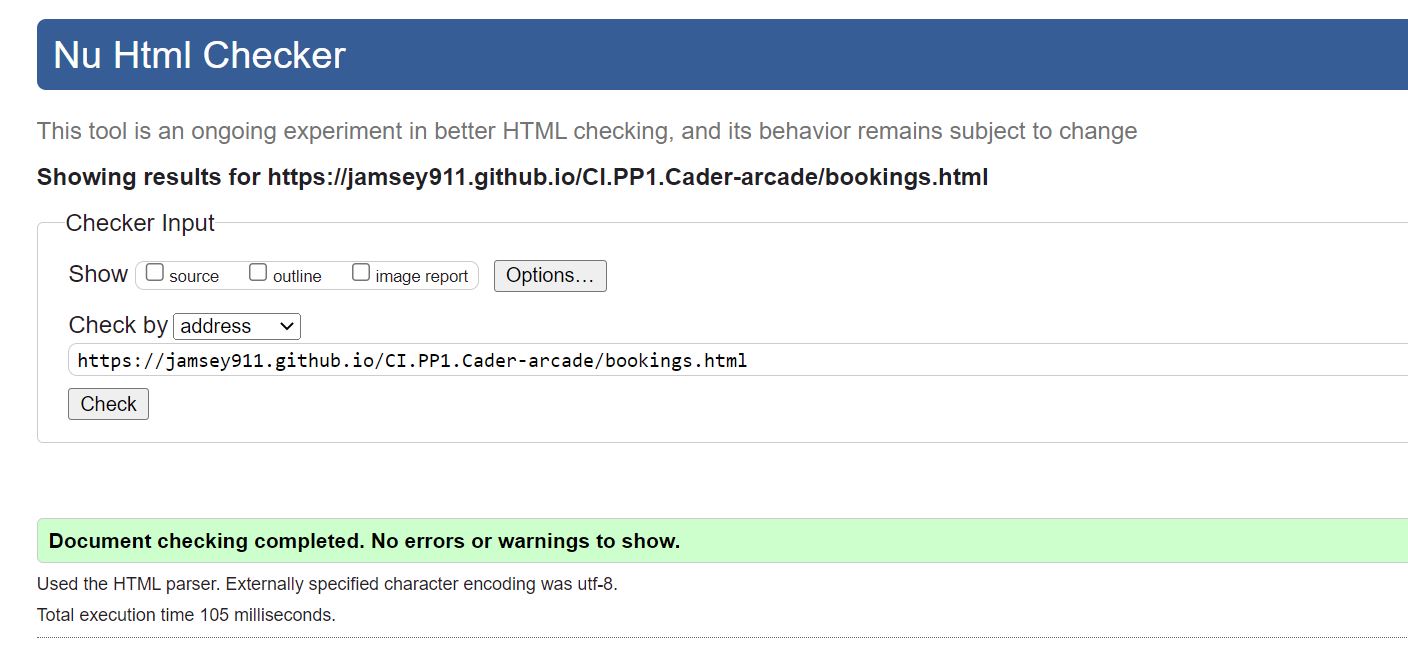 Nu Html Checker
This tool is an ongoing experiment in better HTML checking, and its behavior remains subject to change
Showing results for https://jamsey911.github.io/CI.PP1.Cader-arcade/bookings.html
Checker Input
Show source outline image report Options...
Check by address
https://jamsey911.github.io/CI.PP1.Cader-arcade/bookings.html
Check
Document checking completed. No errors or warnings to show.
Used the HTML parser. Externally specified character encoding was utf-8.
Total execution time 105 milliseconds.